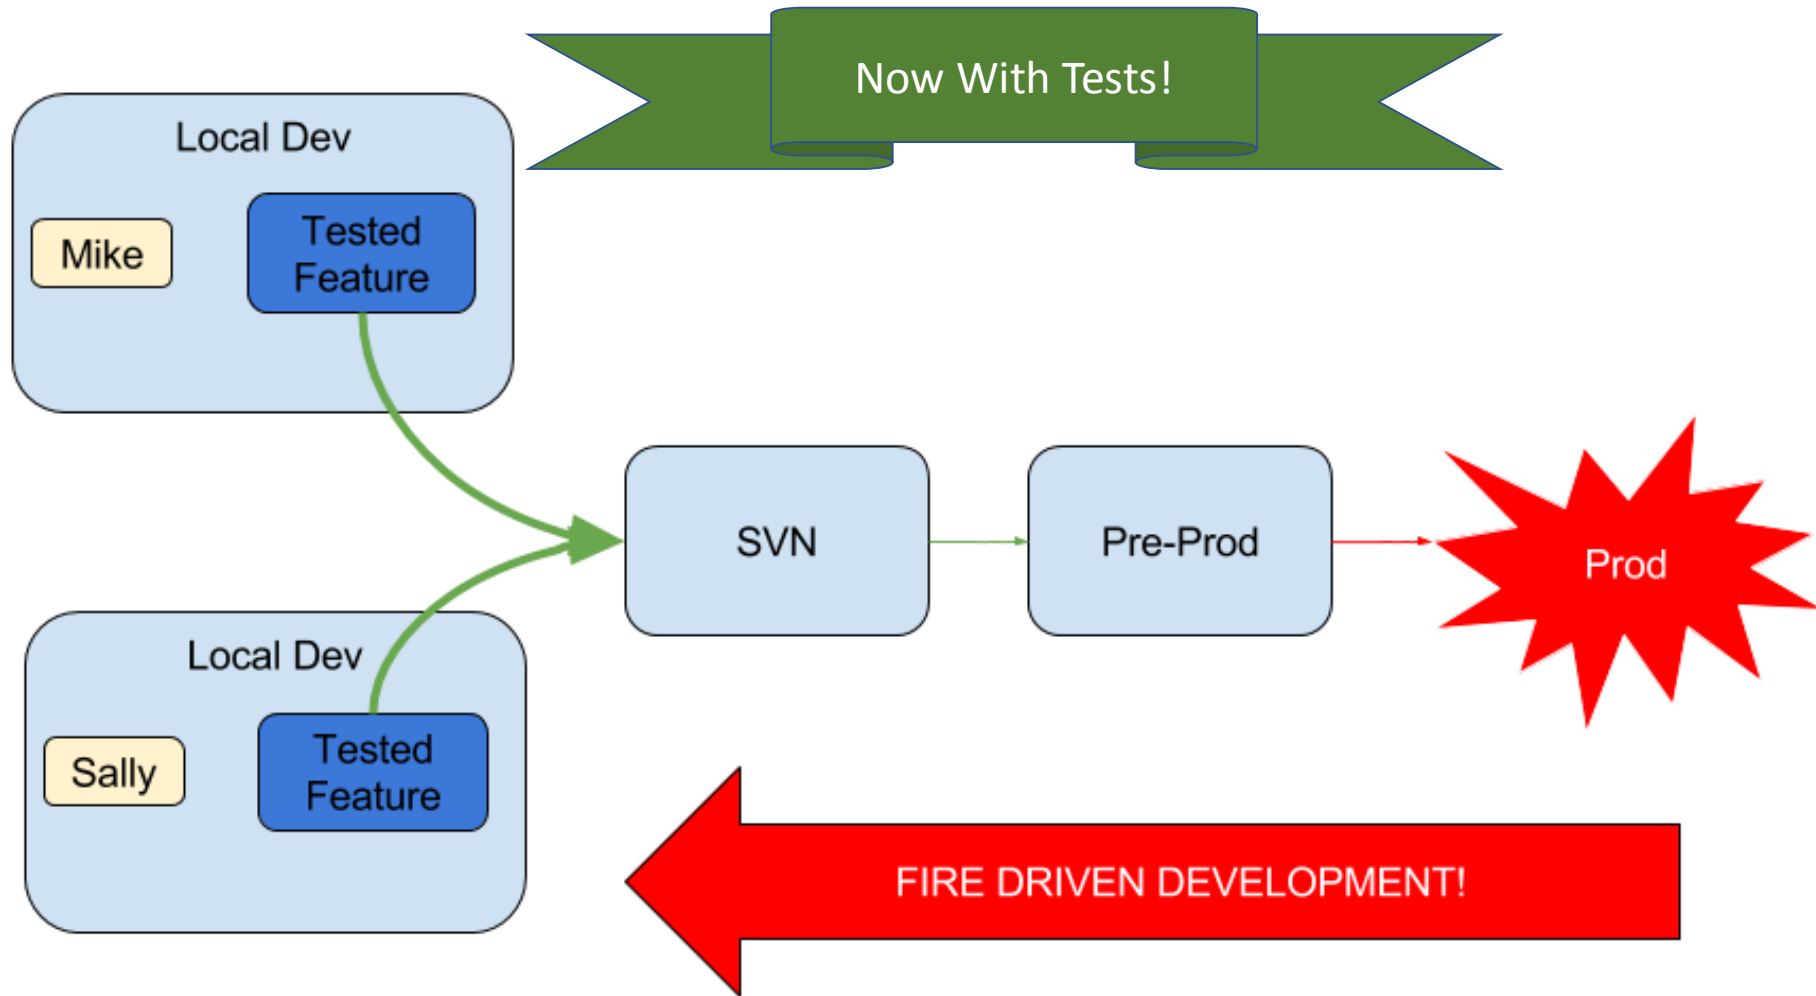 Now With Tests!
Local Dev
Mike
Tested
Feature
SVN
Pre-Prod
Prod
Local Dev
Sally
Tested
Feature
FIRE DRIVEN DEVELOPMENT!